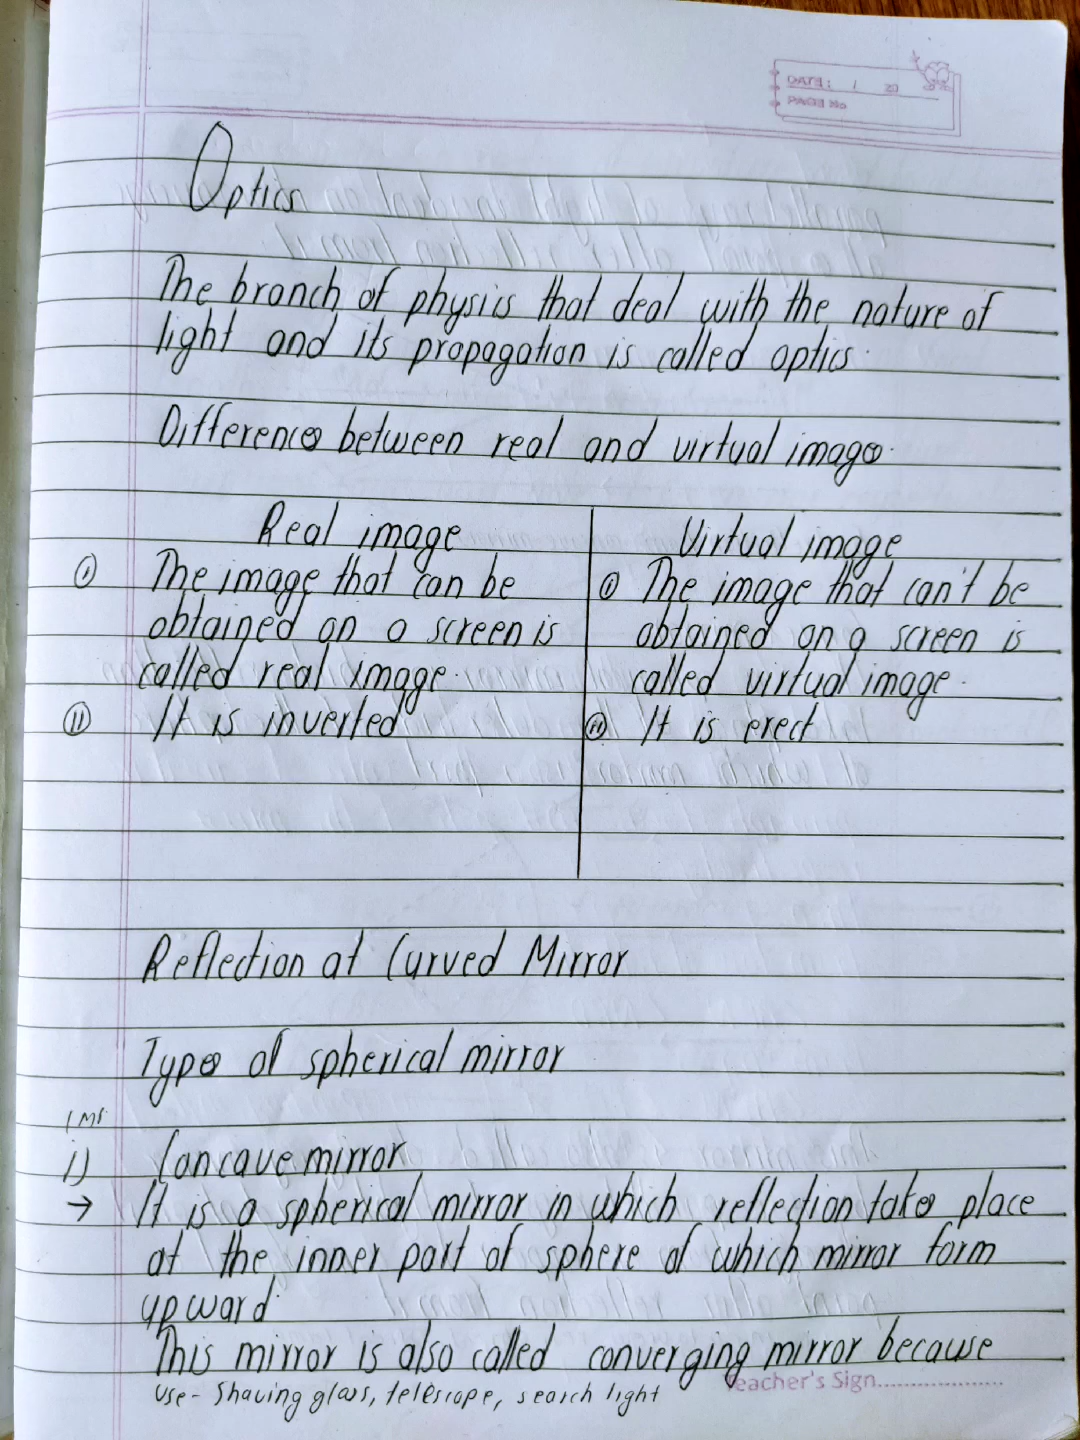 DATE: / 20
PAGE No
Optics
The branch of physics that deal with the nature of
light and its propagation is called optics.
Differences between real and virtual images.
Real image
Virtual image
(i) The image that can be
obtained on a screen is
called real image.
(ii) It is inverted
(i) The image that can't be
obtained on a screen is
called virtual image.
(ii) It is erect
Reflection at Curved Mirror
Types of spherical mirror
i) Concave mirror
→ It is a spherical mirror in which reflection takes place
at the inner part of sphere of which mirror form
upward.
This mirror is also called converging mirror because
Use - Shaving glass, telescope, search light
Teacher's Sign....................